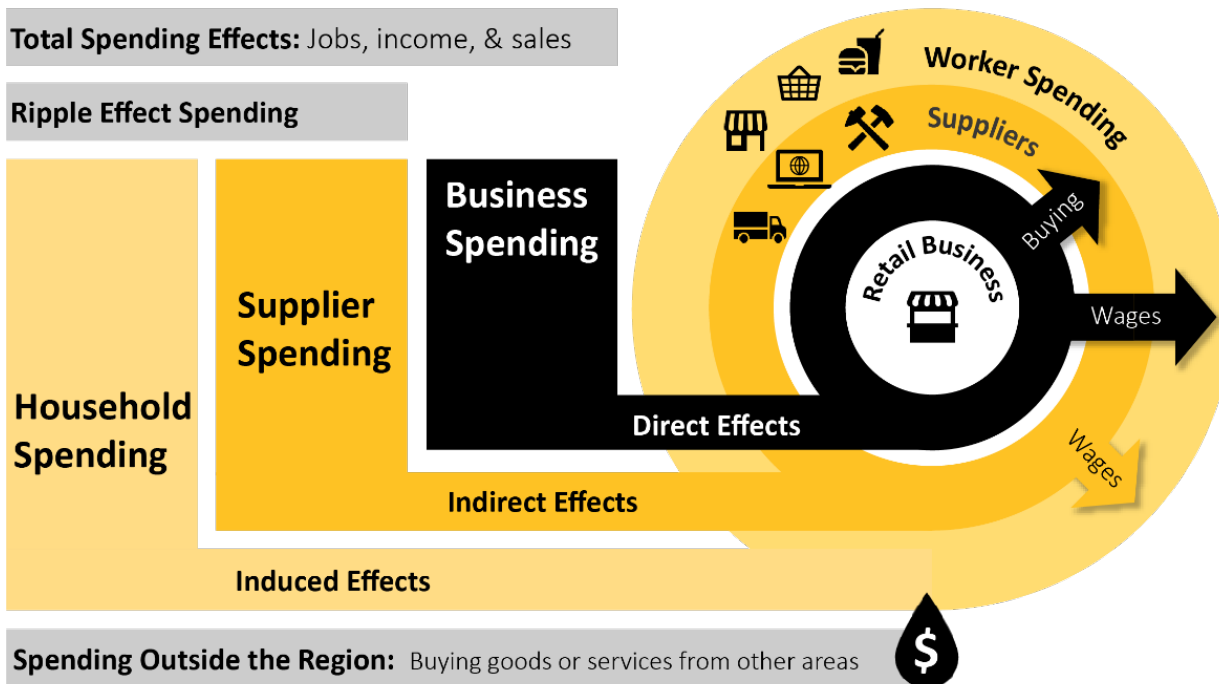 Total Spending Effects: Jobs, income, & sales
Ripple Effect Spending
Household
Spending
Supplier
Spending
Business
Spending
Direct Effects
Indirect Effects
Induced Effects
Worker Spending
Suppliers
Retail Business
Buying
Wages
Wages
$
Spending Outside the Region: Buying goods or services from other areas